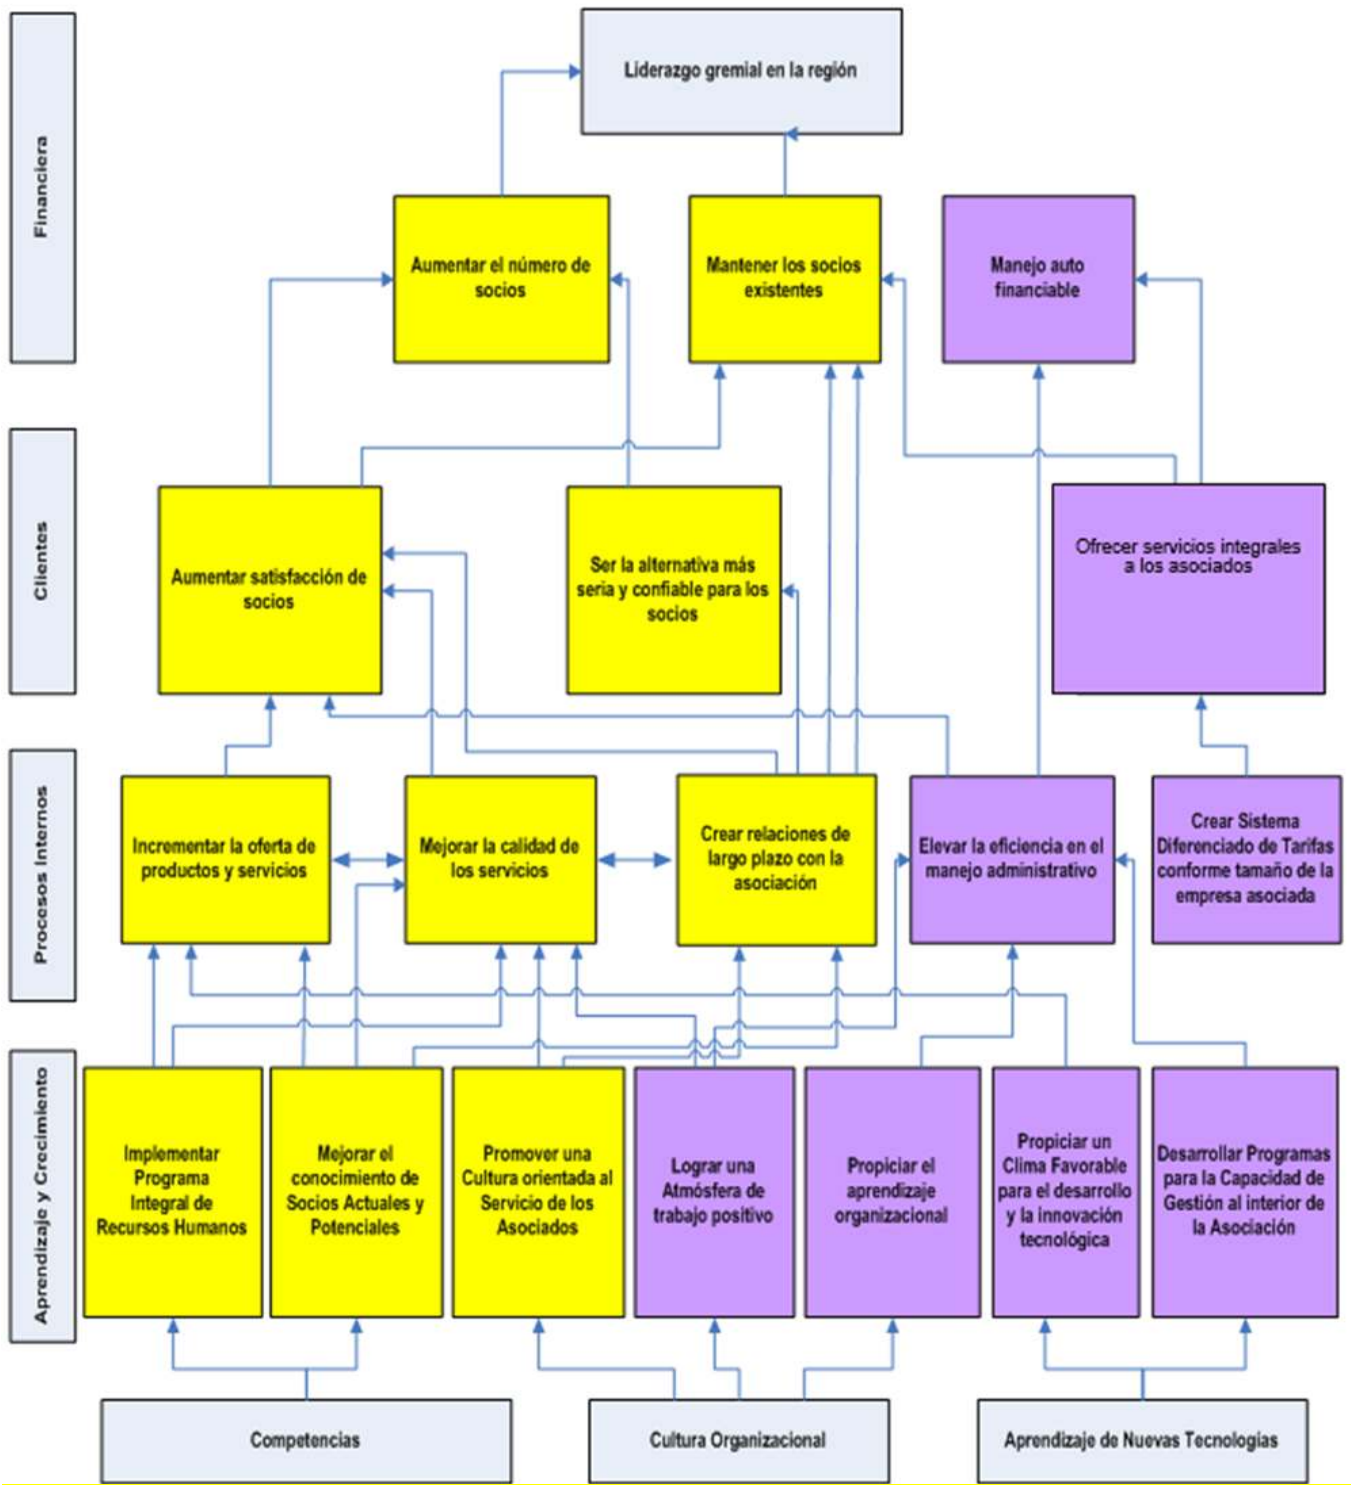 Financiera
Liderazgo gremial en la región
Aumentar el número de
socios
Mantener los socios
existentes
Manejo auto
financiable
Clientes
Aumentar satisfacción de
socios
Ser la alternativa más
seria y confiable para los
socios
Ofrecer servicios integrales
a los asociados
Procesos Internos
Incrementar la oferta de
productos y servicios
Mejorar la calidad de
los servicios
Crear relaciones de
largo plazo con la
asociación
Elevar la eficiencia en el
manejo administrativo
Crear Sistema
Diferenciado de Tarifas
conforme tamaño de la
empresa asociada
Aprendizaje y Crecimiento
Implementar
Programa
Integral de
Recursos Humanos
Mejorar el
conocimiento de
Socios Actuales y
Potenciales
Promover una
Cultura orientada al
Servicio de los
Asociados
Lograr una
Atmósfera de
trabajo positivo
Propiciar el
aprendizaje
organizacional
Propiciar un
Clima Favorable
para el desarrollo
y la innovación
tecnológica
Desarrollar Programas
para la Capacidad de
Gestión al interior de
la Asociación
Competencias
Cultura Organizacional
Aprendizaje de Nuevas Tecnologías